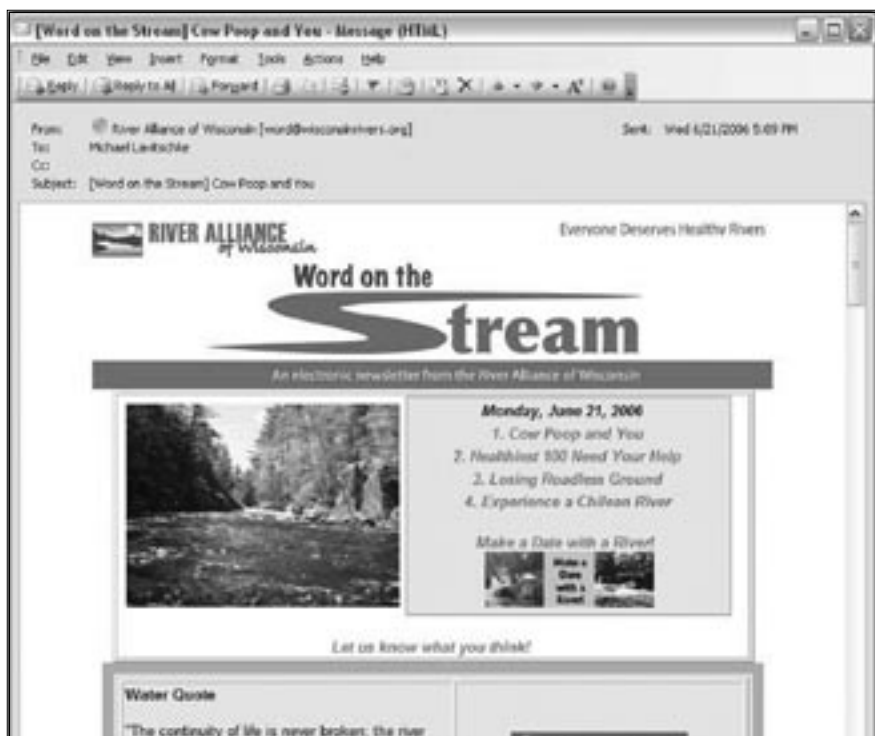 [Word on the Stream] Cow Poop and You - Message (HTML)
File Edit View Insert Format Tools Actions Help
Reply Reply to All Forward
From: River Alliance of Wisconsin [word@wisconsinrivers.org] Sent: Wed 6/21/2006 5:09 PM
To: Michael
Cc:
Subject: [Word on the Stream] Cow Poop and You
RIVER ALLIANCE
of Wisconsin
Everyone Deserves Healthy Rivers
Word on the
Stream
An electronic newsletter from the River Alliance of Wisconsin
Monday, June 21, 2006
1. Cow Poop and You
2. Healthiest 100 Need Your Help
3. Losing Roadless Ground
4. Experience a Chilean River
Make a Date with a River!
Make a
Date
with a
River!
Let us know what you think!
Water Quote
"The continuity of life is never broken; the river